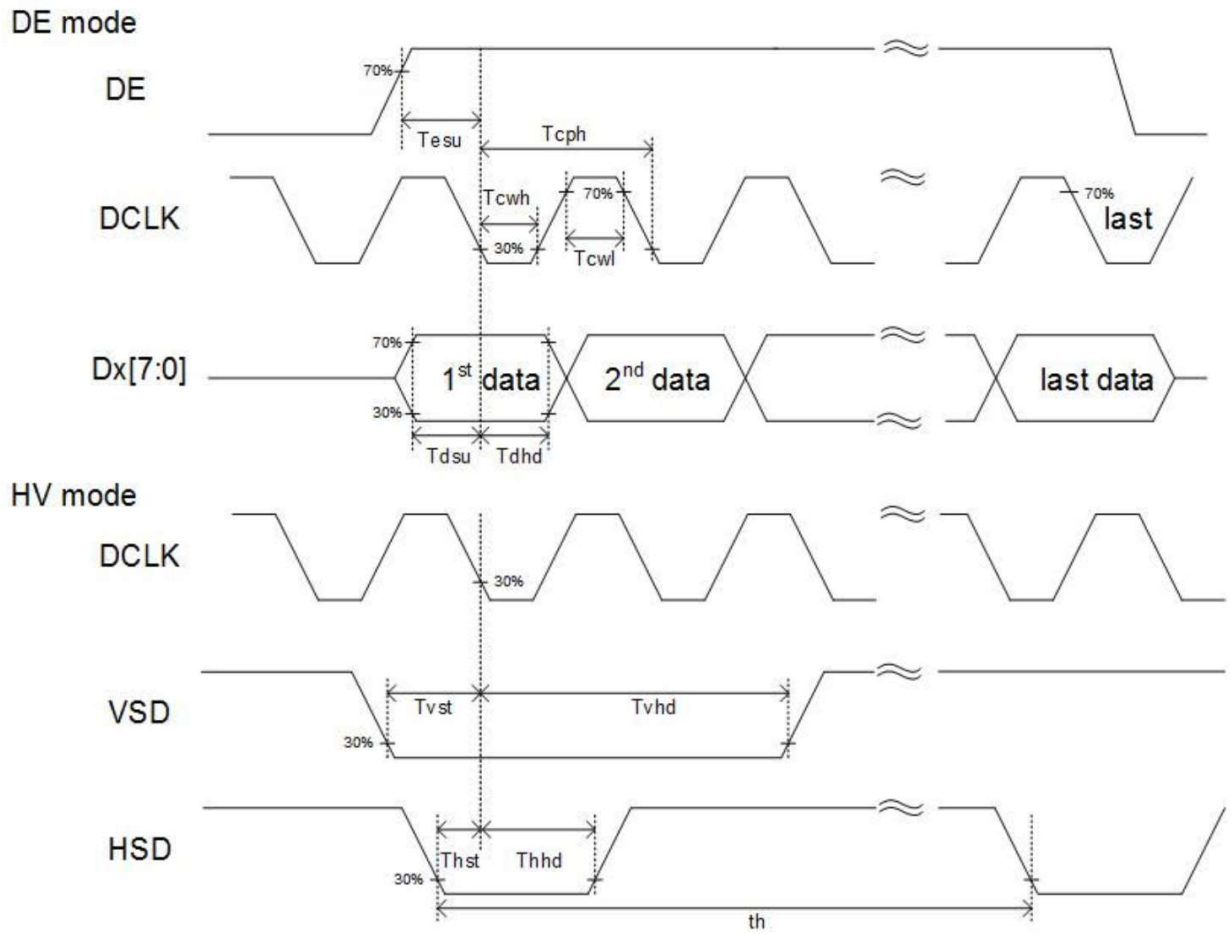 DE mode
DE
70%
Tesu
Tcph
DCLK
Tcwh
70%
30%
Tcwl
70%
last
Dx[7:0]
70%
30%
1st data
2nd data
last data
Tdsu
Tdhd
HV mode
DCLK
30%
VSD
30%
Tvst
Tvhd
HSD
30%
Thst
Thhd
th